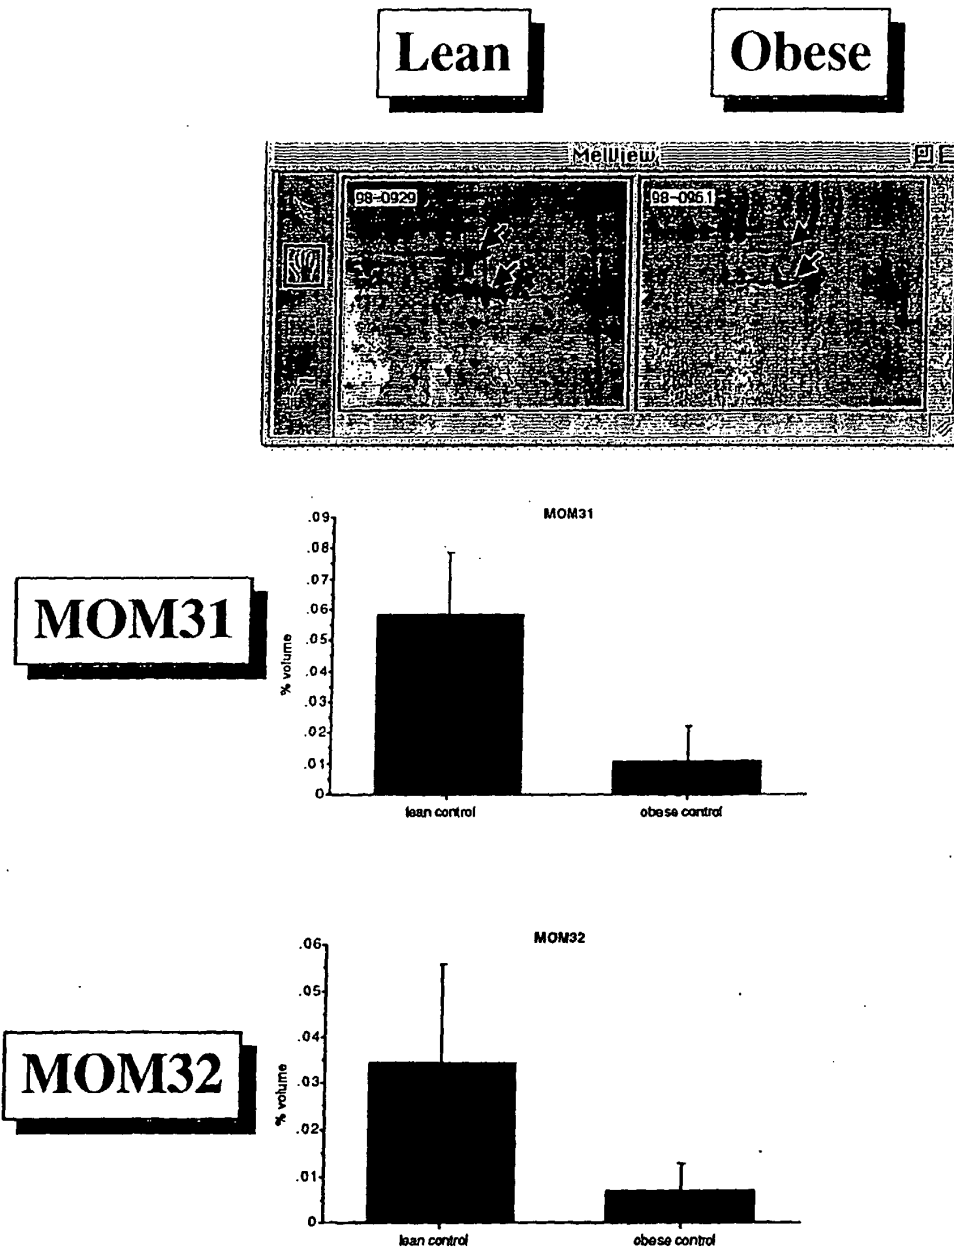 Lean
Obese
MelView
98-0929
98-0951
MOM31
MOM31
% volume
.09
.08
.07
.06
.05
.04
.03
.02
.01
0
lean control
obese control
MOM32
MOM32
% volume
.06
.05
.04
.03
.02
.01
0
lean control
obese control